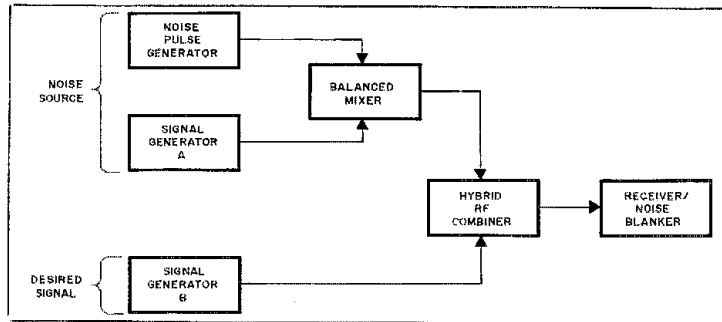 NOISE
PULSE
GENERATOR
NOISE
SOURCE
BALANCED
MIXER
SIGNAL
GENERATOR
A
HYBRID
RF
COMBINER
RECEIVER/
NOISE
BLANKER
DESIRED
SIGNAL
SIGNAL
GENERATOR
B